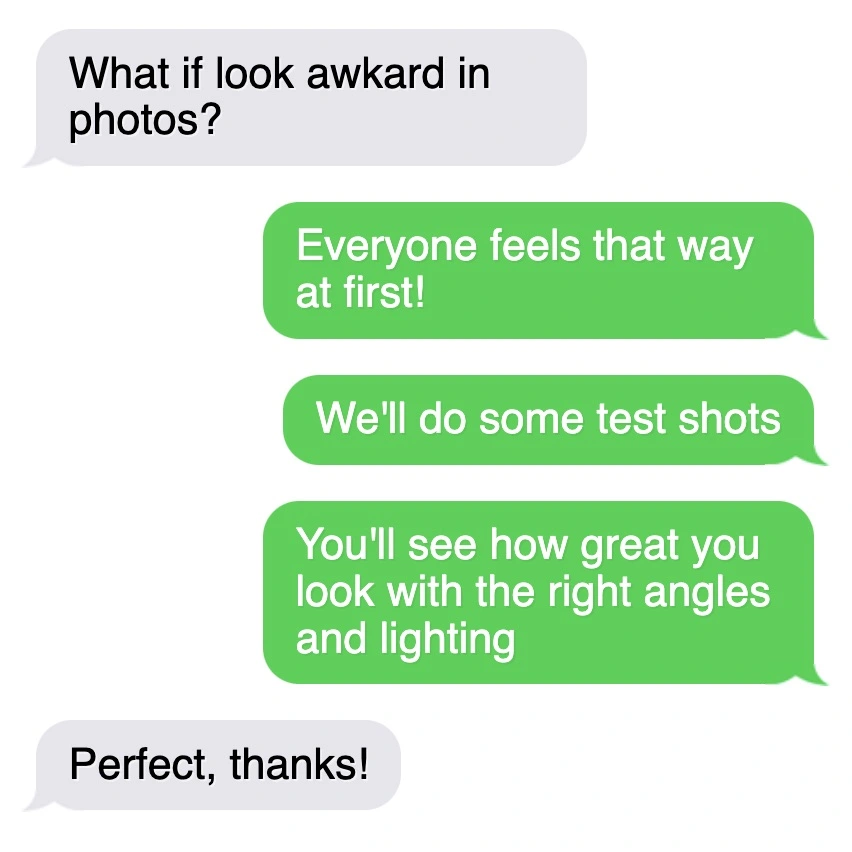 What if look awkard in
photos?
Everyone feels that way
at first!
We'll do some test shots
You'll see how great you
look with the right angles
and lighting
Perfect, thanks!